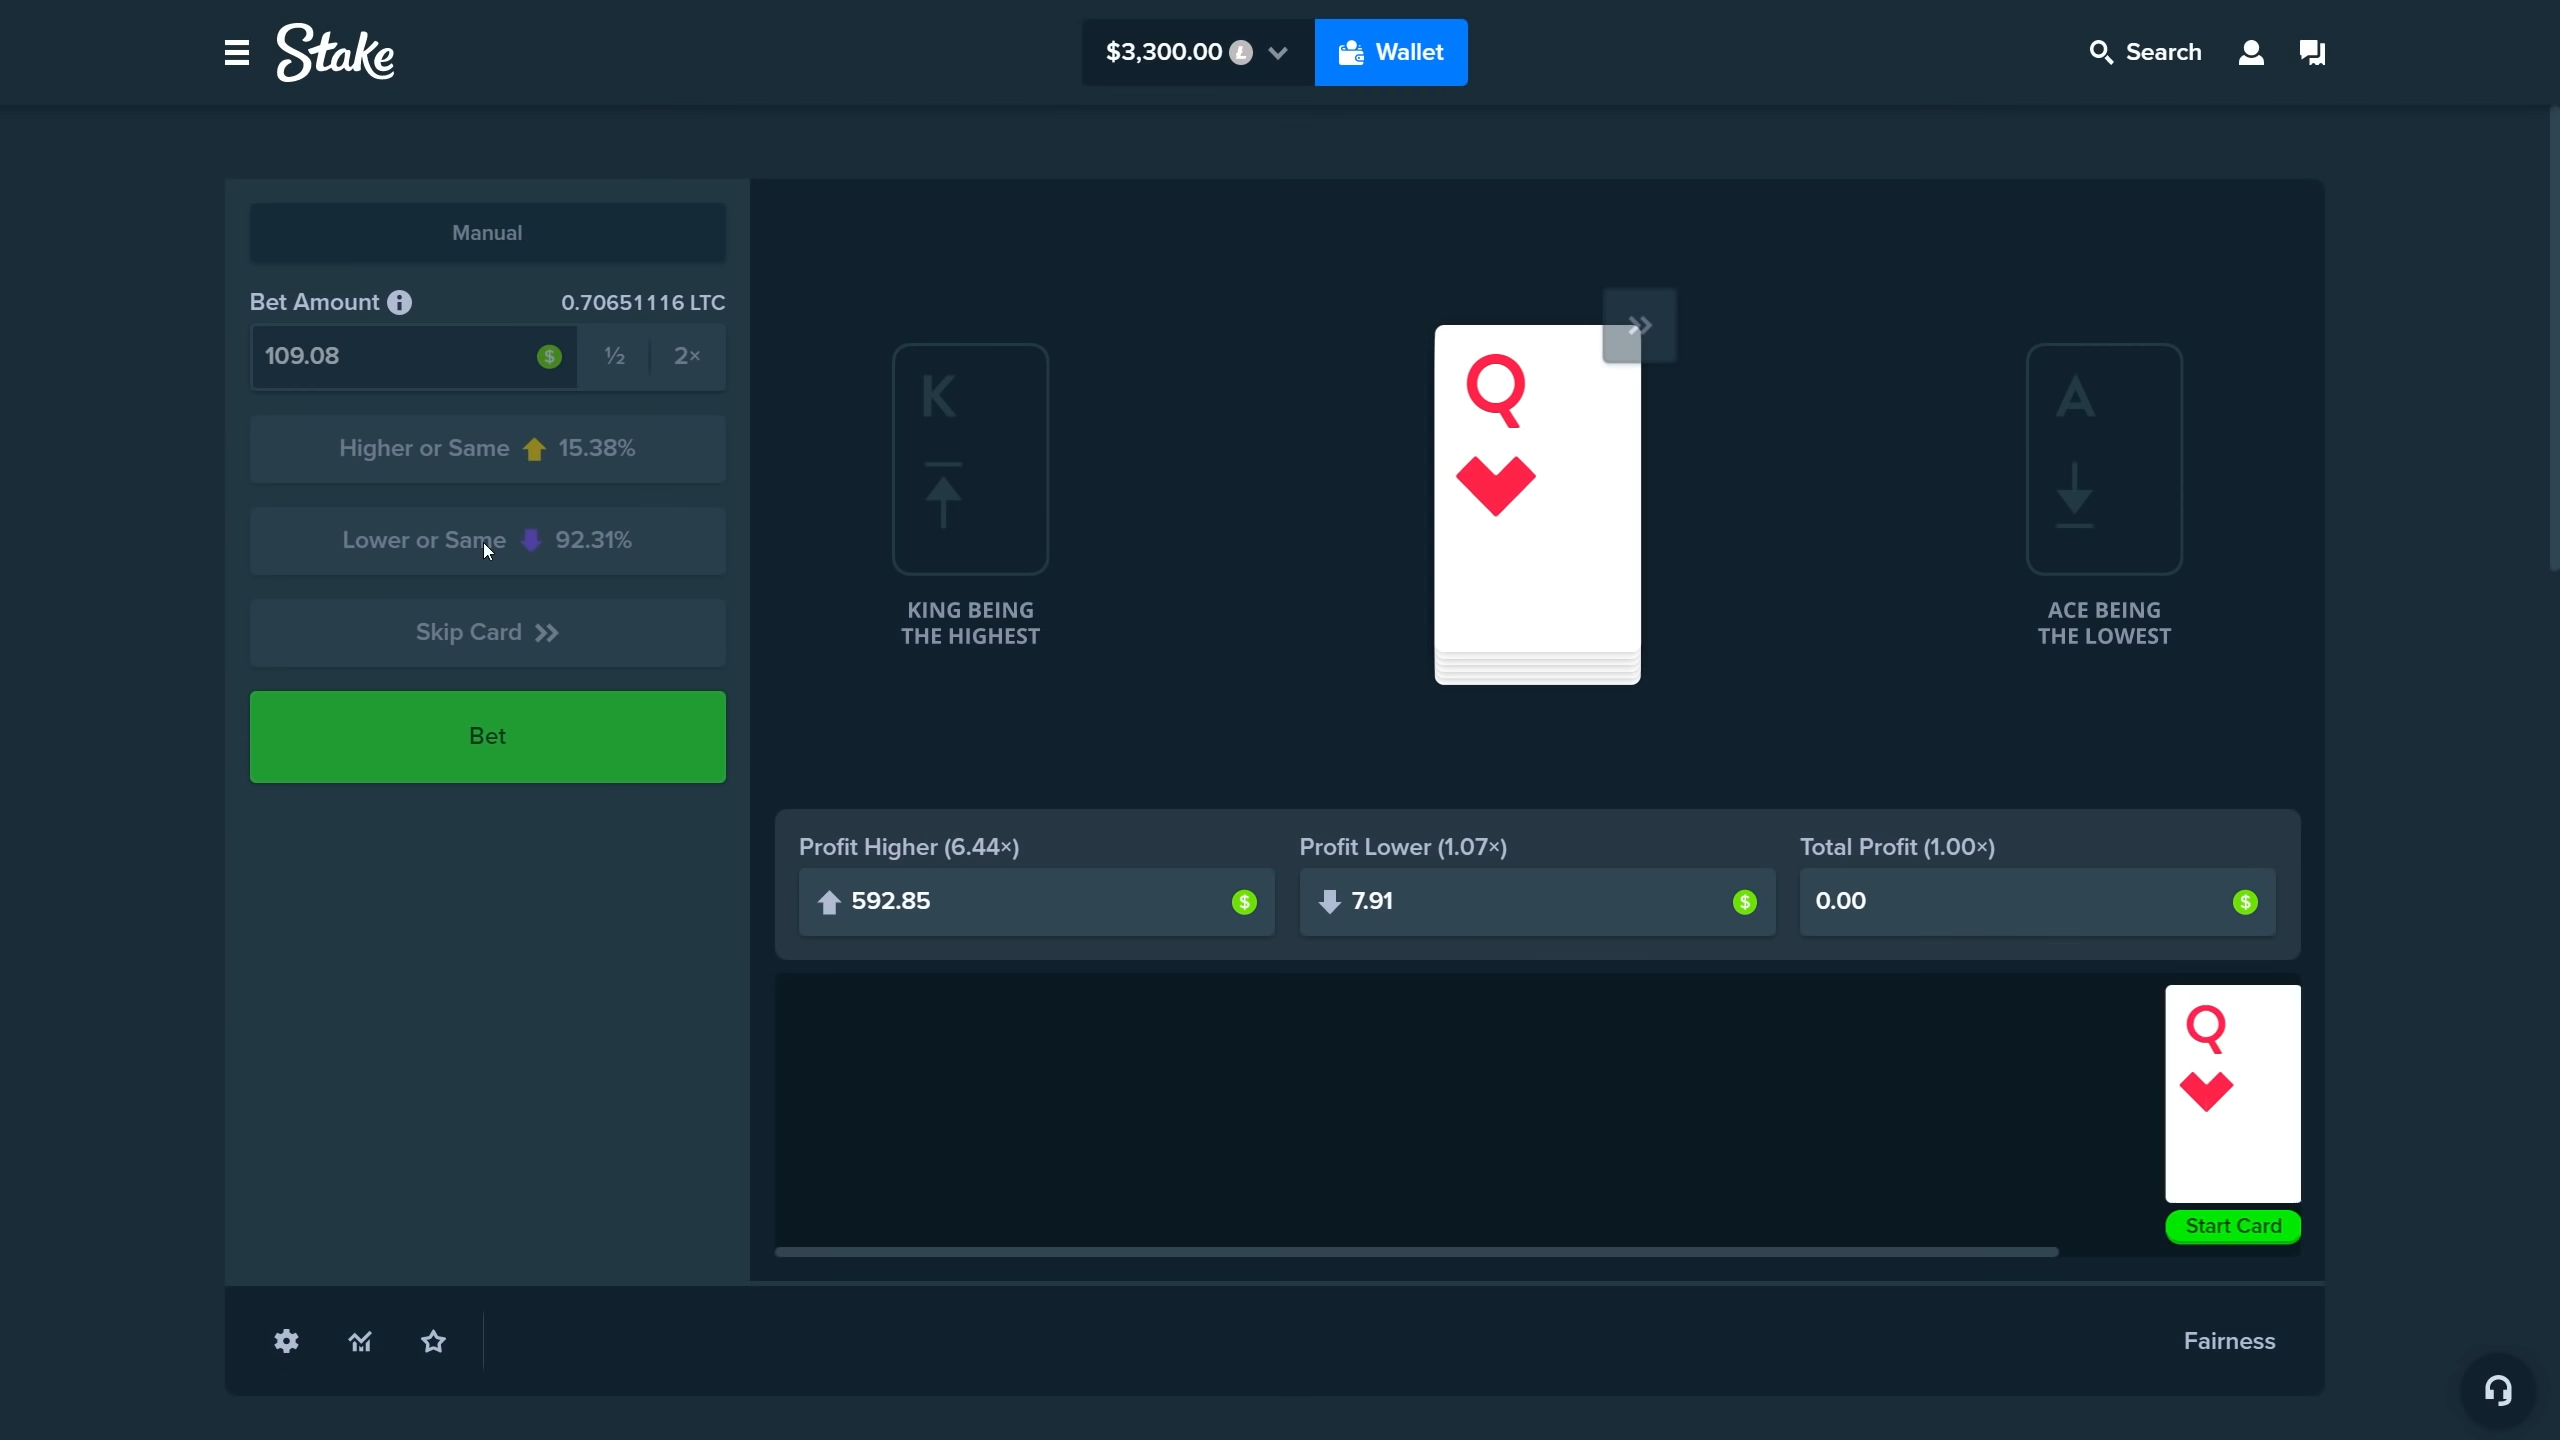 Stake
$3,300.00
Wallet
Search
Manual
Bet Amount
0.70651116 LTC
109.08
½
2×
Higher or Same 15.38%
Lower or Same 92.31%
Skip Card
Bet
K
KING BEING
THE HIGHEST
Q
A
ACE BEING
THE LOWEST
Profit Higher (6.44×)
592.85
Profit Lower (1.07×)
7.91
Total Profit (1.00×)
0.00
Q
Start Card
Fairness